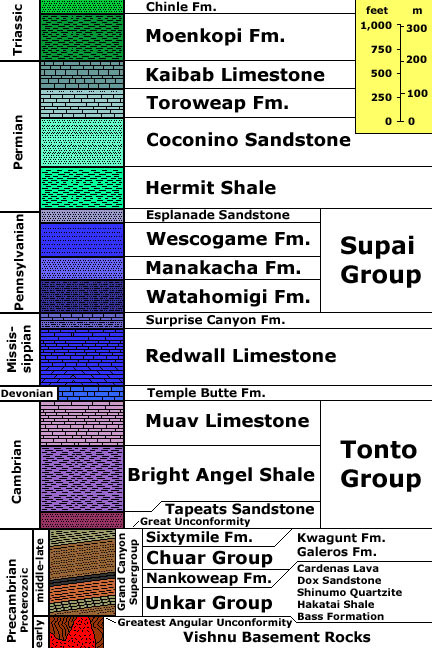 Triassic
Chinle Fm.
Moenkopi Fm.
feet m
1,000 300
750
500 200
250 100
0 0
Permian
Kaibab Limestone
Toroweap Fm.
Coconino Sandstone
Hermit Shale
Pennsylvanian
Esplanade Sandstone
Wescogame Fm.
Manakacha Fm.
Watahomigi Fm.
Supai
Group
Missis-
sippian
Surprise Canyon Fm.
Redwall Limestone
Devonian
Temple Butte Fm.
Cambrian
Muav Limestone
Bright Angel Shale
Tapeats Sandstone
Tonto
Group
Great Unconformity
Precambrian
Proterozoic
middle-late
early
Grand Canyon
Supergroup
Sixtymile Fm.
Chuar Group
Nankoweap Fm.
Unkar Group
Kwagunt Fm.
Galeros Fm.
Cardenas Lava
Dox Sandstone
Shinumo Quartzite
Hakatai Shale
Bass Formation
Greatest Angular Unconformity
Vishnu Basement Rocks